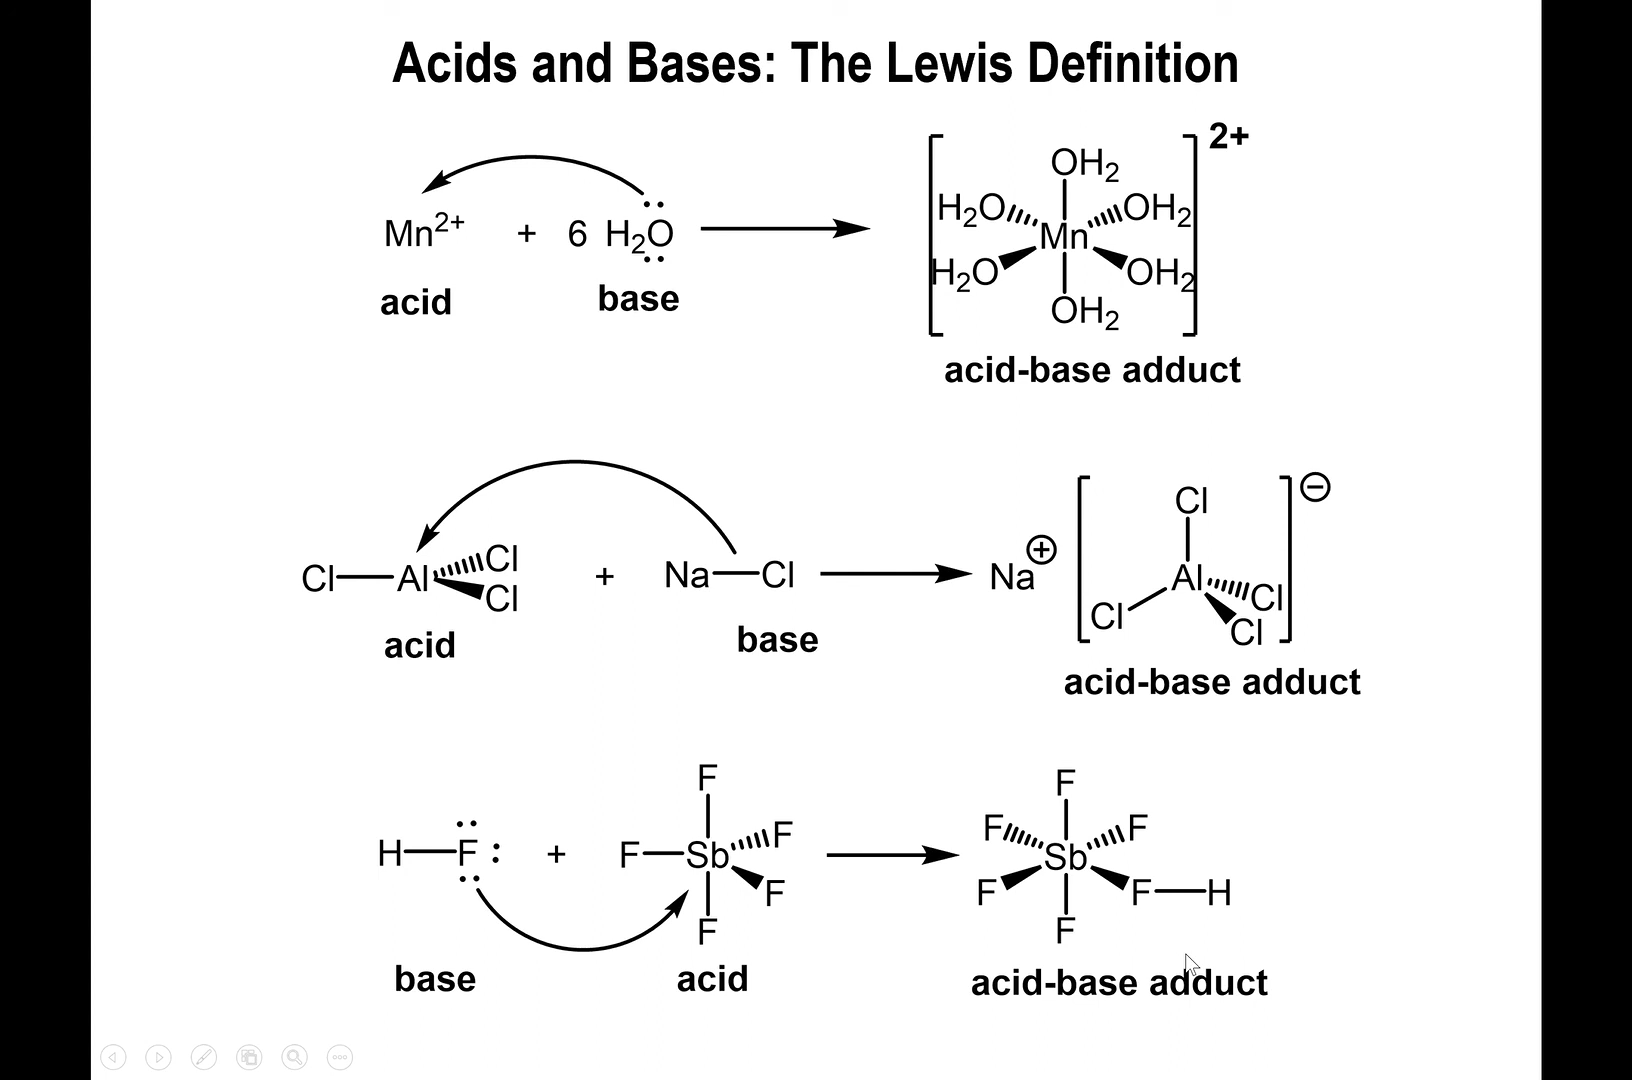 Acids and Bases: The Lewis Definition
Mn²⁺ + 6 H₂O
acid base
[ OH₂ 2+
H₂O OH₂
Mn
H₂O OH₂
OH₂ ]
acid-base adduct
Cl—Al Cl Cl + Na—Cl
acid base
Na⊕ [ Cl ]⊖
Al
Cl Cl
Cl
acid-base adduct
F
H—F: + F—Sb F
F
F
base acid
F
F F
Sb
F F—H
F
acid-base adduct